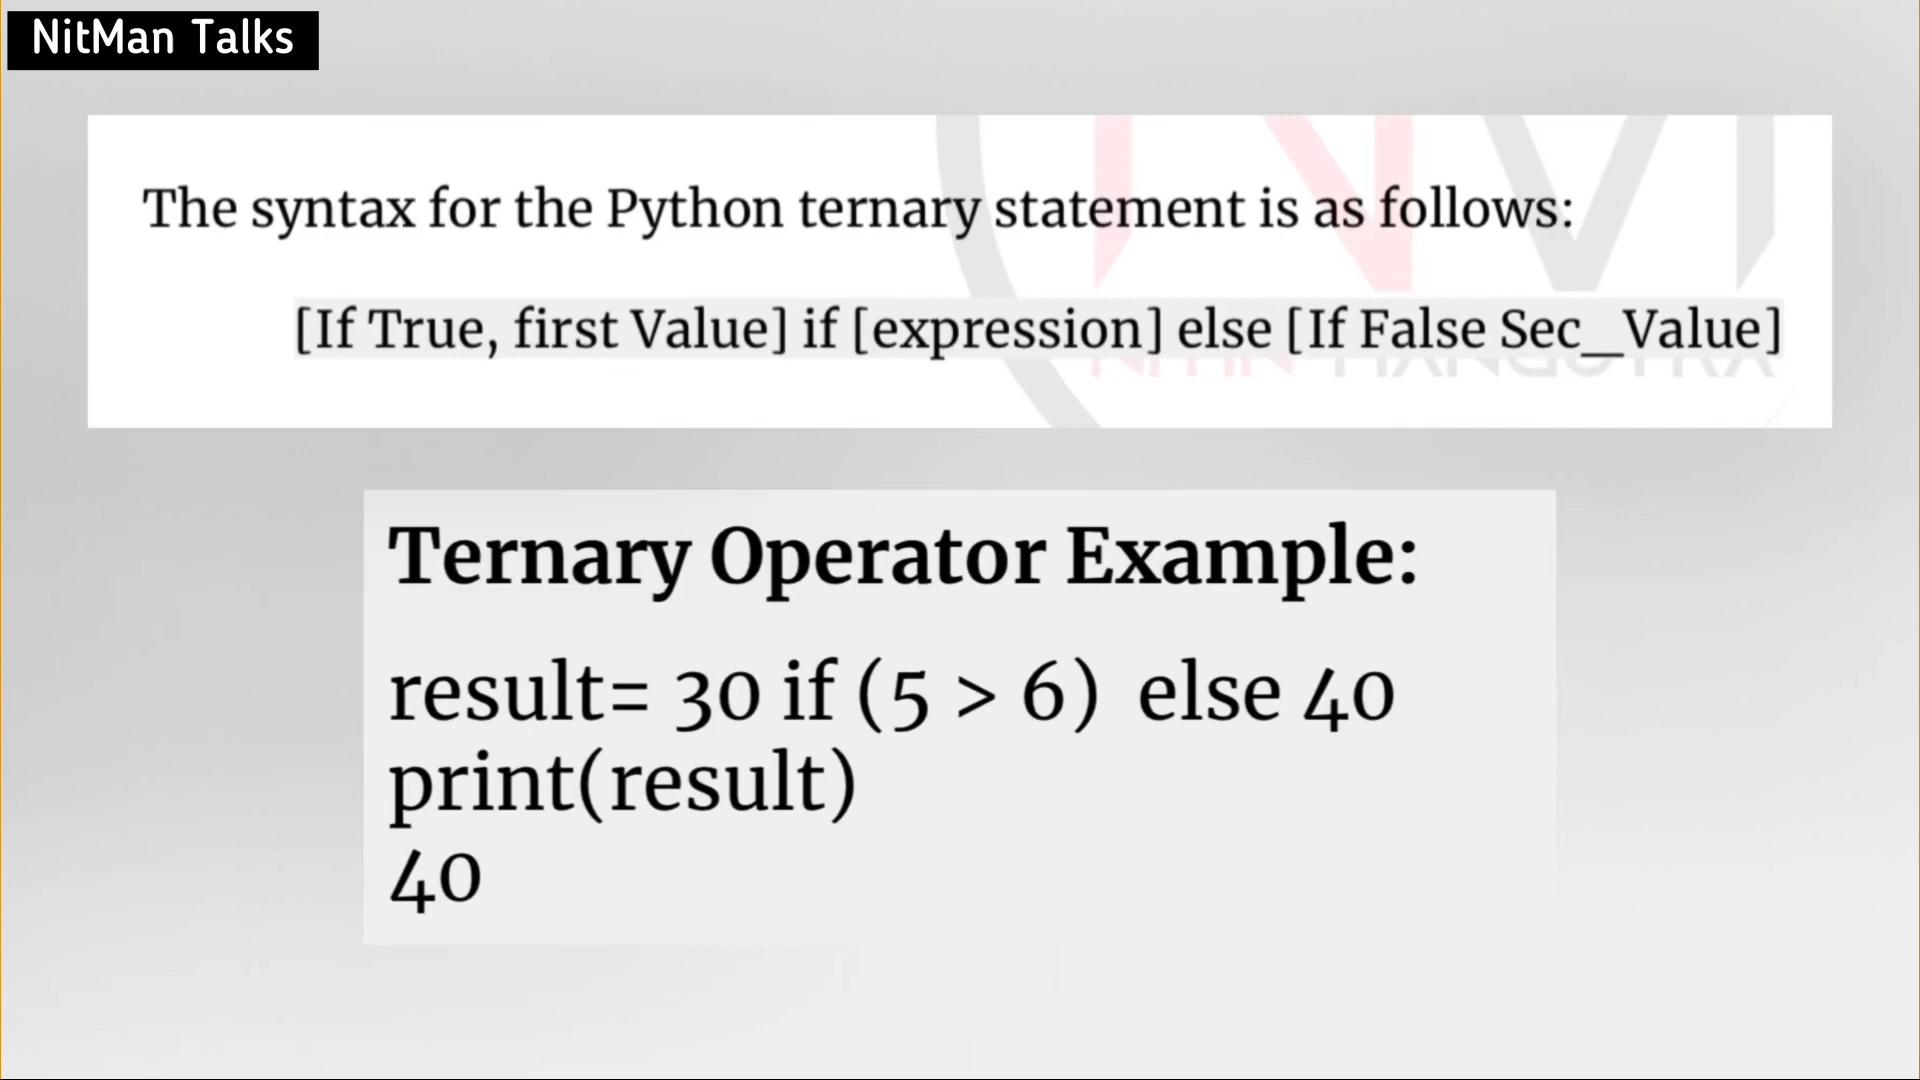 NitMan Talks
The syntax for the Python ternary statement is as follows:
[If True, first Value] if [expression] else [If False Sec_Value]
Ternary Operator Example:
result= 30 if (5 > 6)  else 40
print(result)
40